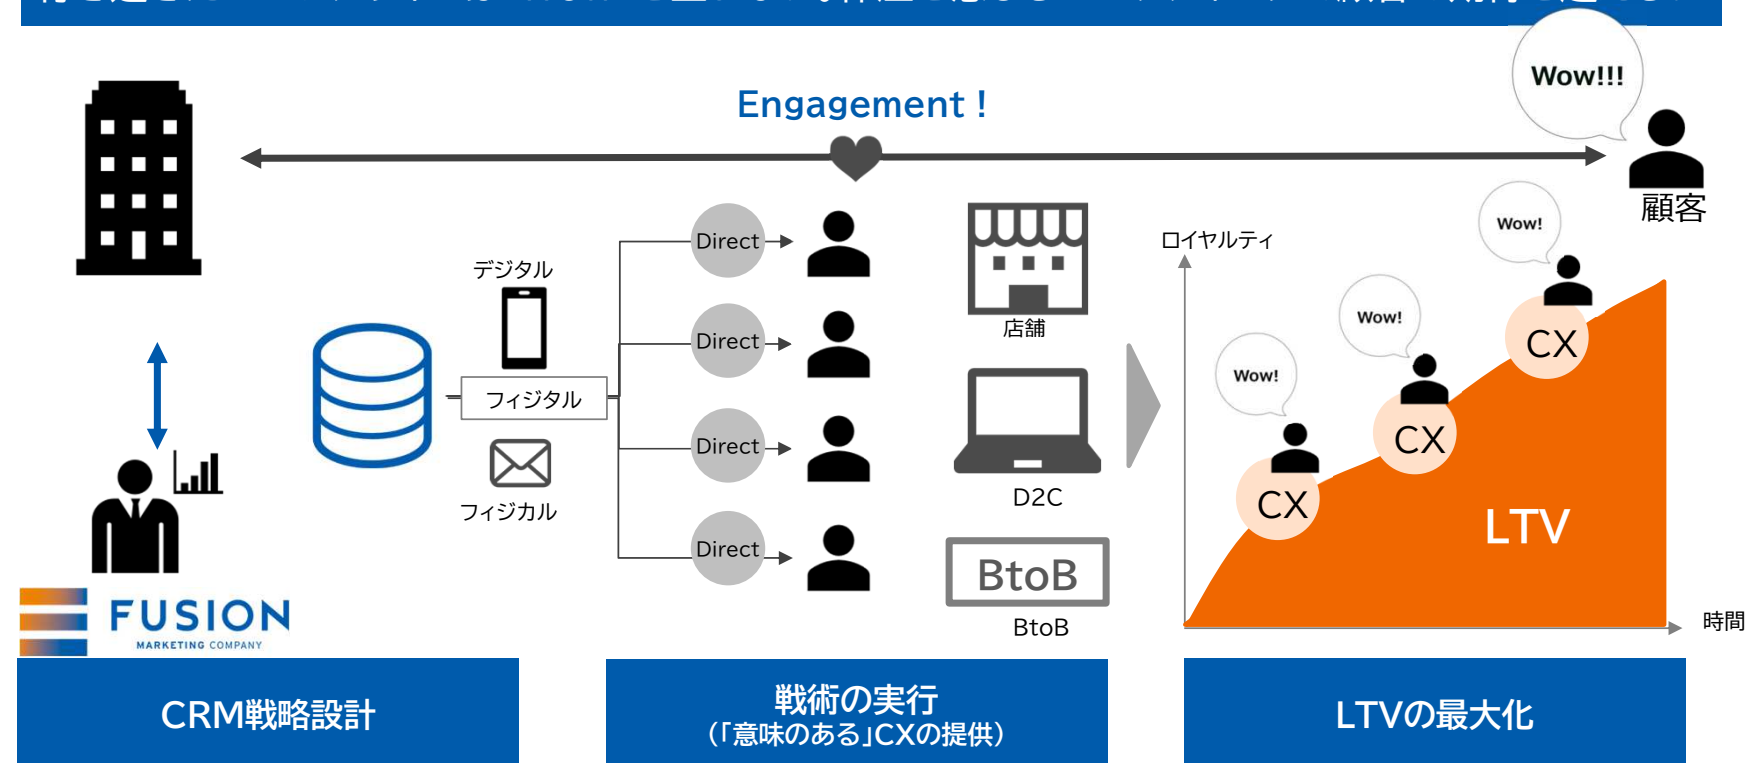 Engagement !
Wow!!!
顧客
デジタル
フィジタル
フィジカル
Direct
Direct
Direct
Direct
店舗
D2C
BtoB
BtoB
ロイヤルティ
Wow!
Wow!
Wow!
CX
CX
CX
LTV
時間
FUSION
MARKETING COMPANY
CRM戦略設計
戦術の実行
(「意味のある」CXの提供)
LTVの最大化